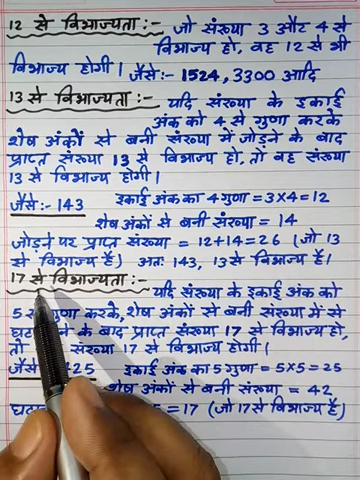 12 से विभाज्यता :- जो संख्या 3 और 4 से
विभाज्य हो, वह 12 से भी
विभाज्य होगी। जैसे:- 1524, 3300 आदि
13 से विभाज्यता :- यदि संख्या के इकाई
अंक को 4 से गुणा करके
शेष अंकों से बनी संख्या में जोड़ने के बाद
प्राप्त संख्या 13 से विभाज्य हो, तो वह संख्या
13 से विभाज्य होगी।
जैसे:- 143 इकाई अंक का 4 गुणा = 3×4 = 12
शेष अंकों से बनी संख्या = 14
जोड़ने पर प्राप्त संख्या = 12+14 = 26 (जो 13
से विभाज्य है) अतः 143, 13 से विभाज्य है।
17 से विभाज्यता :- यदि संख्या के इकाई अंक को
5 गुणा करके, शेष अंकों से बनी संख्या में से
के बाद प्राप्त संख्या 17 से विभाज्य हो,
तो संख्या 17 से विभाज्य होगी।
जैसे 25 इकाई अंक का 5 गुणा = 5×5 = 25
शेष अंकों से बनी संख्या = 42
= 17 (जो 17 से विभाज्य है)